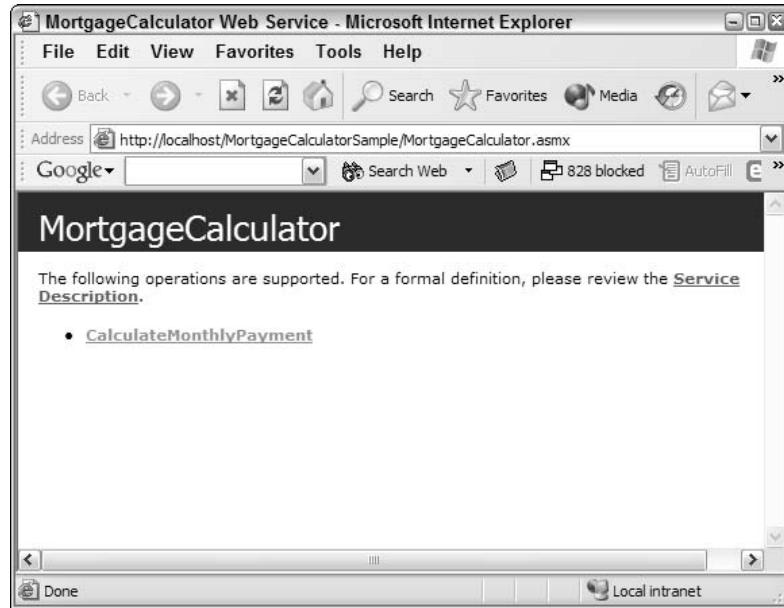 MortgageCalculator Web Service - Microsoft Internet Explorer
File Edit View Favorites Tools Help
Back Search Favorites Media
Address http://localhost/MortgageCalculatorSample/MortgageCalculator.asmx
Google Search Web 828 blocked AutoFill
MortgageCalculator
The following operations are supported. For a formal definition, please review the Service
Description.
• CalculateMonthlyPayment
Done Local intranet